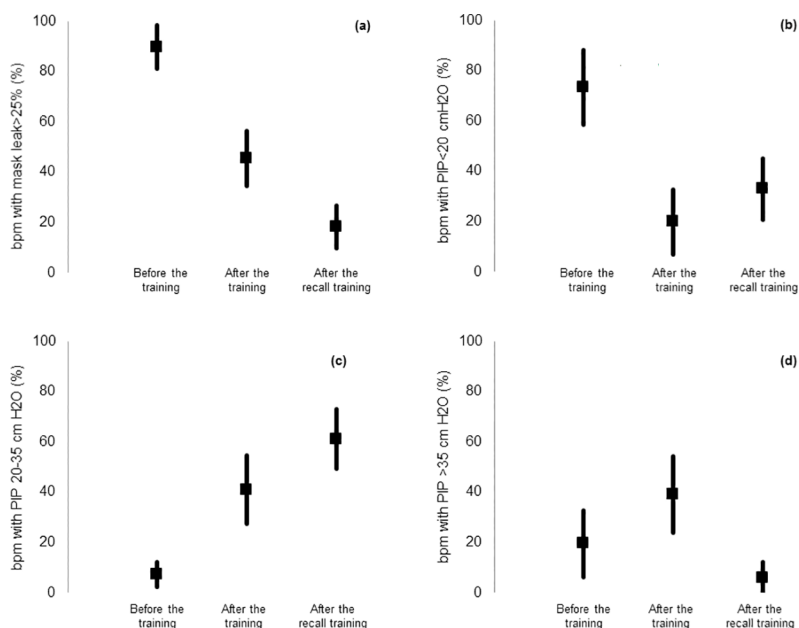 (a)
bpm with mask leak>25% (%)
100
80
60
40
20
0
Before the
training
After the
training
After the
recall training
(b)
bpm with PIP<20 cmH2O (%)
100
80
60
40
20
0
Before the
training
After the
training
After the
recall training
(c)
bpm with PIP 20-35 cm H2O (%)
100
80
60
40
20
0
Before the
training
After the
training
After the
recall training
(d)
bpm with PIP >35 cm H2O (%)
100
80
60
40
20
0
Before the
training
After the
training
After the
recall training